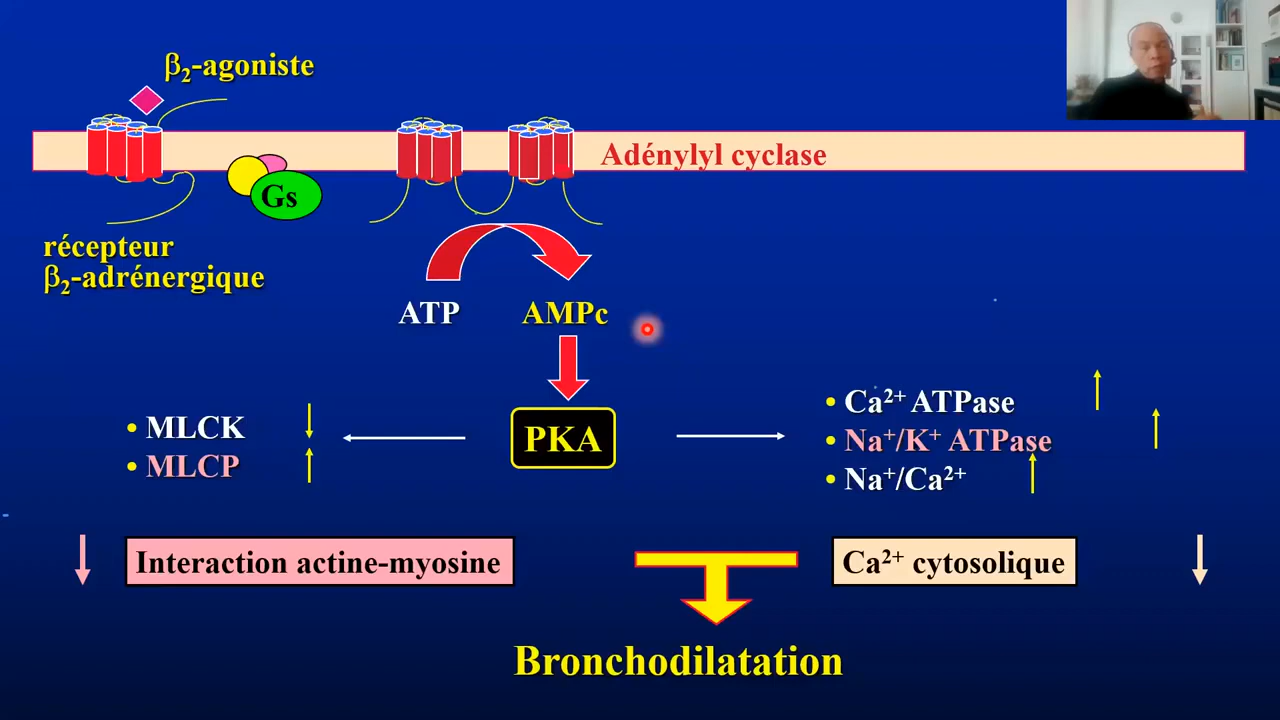 β2-agoniste
Adénylyl cyclase
Gs
récepteur
β2-adrénergique
ATP
AMPc
PKA
• MLCK
• MLCP
• Ca²⁺ ATPase
• Na⁺/K⁺ ATPase
• Na⁺/Ca²⁺
Interaction actine-myosine
Ca²⁺ cytosolique
Bronchodilatation